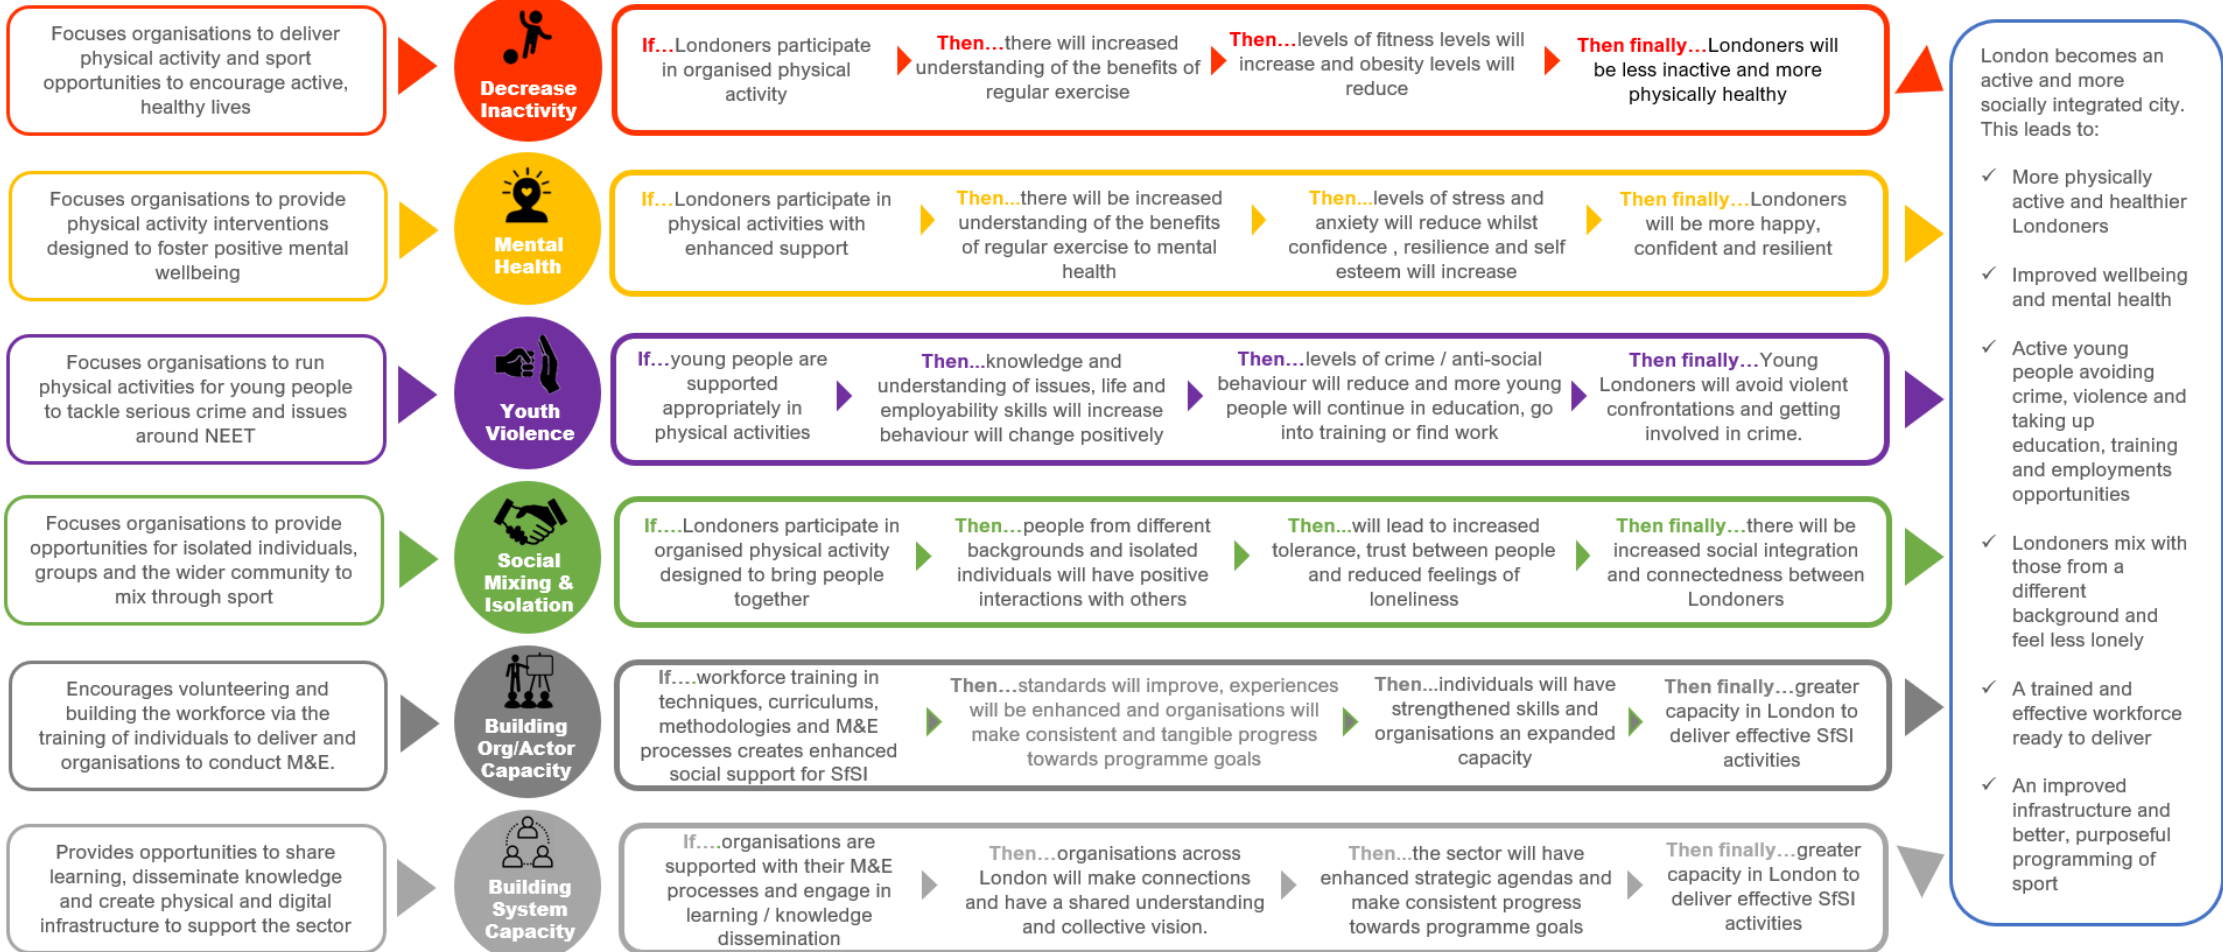 Focuses organisations to deliver
physical activity and sport
opportunities to encourage active,
healthy lives
Decrease
Inactivity
If…Londoners participate
in organised physical
activity
Then…there will increased
understanding of the benefits of
regular exercise
Then…levels of fitness levels will
increase and obesity levels will
reduce
Then finally…Londoners will
be less inactive and more
physically healthy
Focuses organisations to provide
physical activity interventions
designed to foster positive mental
wellbeing
Mental
Health
If…Londoners participate in
physical activities with
enhanced support
Then...there will be increased
understanding of the benefits
of regular exercise to mental
health
Then...levels of stress and
anxiety will reduce whilst
confidence , resilience and self
esteem will increase
Then finally…Londoners
will be more happy,
confident and resilient
Focuses organisations to run
physical activities for young people
to tackle serious crime and issues
around NEET
Youth
Violence
If…young people are
supported
appropriately in
physical activities
Then...knowledge and
understanding of issues, life and
employability skills will increase
behaviour will change positively
Then…levels of crime / anti-social
behaviour will reduce and more young
people will continue in education, go
into training or find work
Then finally…Young
Londoners will avoid violent
confrontations and getting
involved in crime.
Focuses organisations to provide
opportunities for isolated individuals,
groups and the wider community to
mix through sport
Social
Mixing &
Isolation
If….Londoners participate in
organised physical activity
designed to bring people
together
Then…people from different
backgrounds and isolated
individuals will have positive
interactions with others
Then...will lead to increased
tolerance, trust between people
and reduced feelings of
loneliness
Then finally…there will be
increased social integration
and connectedness between
Londoners
Encourages volunteering and
building the workforce via the
training of individuals to deliver and
organisations to conduct M&E.
Building
Org/Actor
Capacity
If….workforce training in
techniques, curriculums,
methodologies and M&E
processes creates enhanced
social support for SfSI
Then…standards will improve, experiences
will be enhanced and organisations will
make consistent and tangible progress
towards programme goals
Then...individuals will have
strengthened skills and
organisations an expanded
capacity
Then finally…greater
capacity in London to
deliver effective SfSI
activities
Provides opportunities to share
learning, disseminate knowledge
and create physical and digital
infrastructure to support the sector
Building
System
Capacity
If….organisations are
supported with their M&E
processes and engage in
learning / knowledge
dissemination
Then…organisations across
London will make connections
and have a shared understanding
and collective vision.
Then...the sector will have
enhanced strategic agendas and
make consistent progress
towards programme goals
Then finally…greater
capacity in London to
deliver effective SfSI
activities
London becomes an
active and more
socially integrated city.
This leads to:
✓ More physically
active and healthier
Londoners
✓ Improved wellbeing
and mental health
✓ Active young
people avoiding
crime, violence and
taking up
education, training
and employments
opportunities
✓ Londoners mix with
those from a
different
background and
feel less lonely
✓ A trained and
effective workforce
ready to deliver
✓ An improved
infrastructure and
better, purposeful
programming of
sport